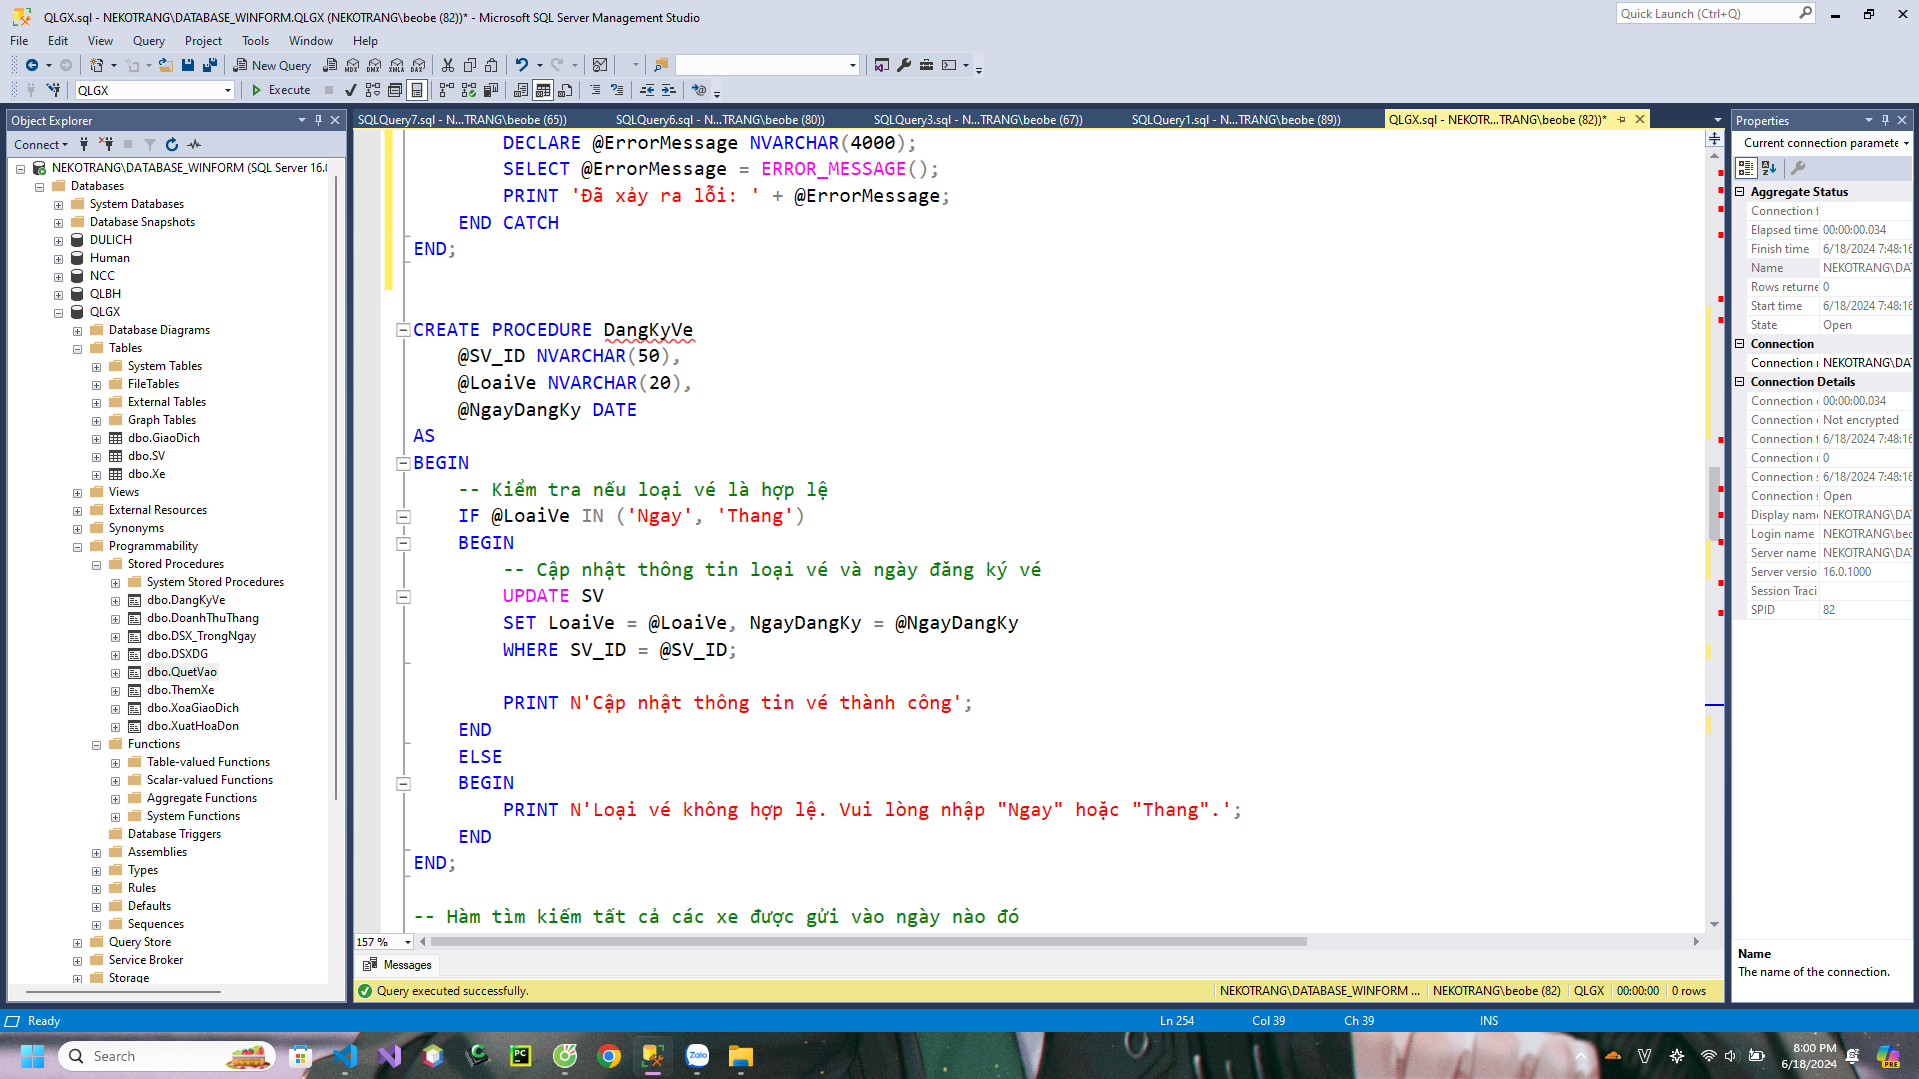 QLGX.sql - NEKOTRANG\DATABASE_WINFORM.QLGX (NEKOTRANG\beobe (82))* - Microsoft SQL Server Management Studio
Quick Launch (Ctrl+Q)
File Edit View Query Project Tools Window Help
New Query
MDX DMX XMLA DAX
QLGX
Execute
Object Explorer
SQLQuery7.sql - N...TRANG\beobe (65))
SQLQuery6.sql - N...TRANG\beobe (80))
SQLQuery3.sql - N...TRANG\beobe (67))
SQLQuery1.sql - N...TRANG\beobe (89))
QLGX.sql - NEKOTR...TRANG\beobe (82))*
Connect
NEKOTRANG\DATABASE_WINFORM (SQL Server 16.0
Databases
System Databases
Database Snapshots
DULICH
Human
NCC
QLBH
QLGX
Database Diagrams
Tables
System Tables
FileTables
External Tables
Graph Tables
dbo.GiaoDich
dbo.SV
dbo.Xe
Views
External Resources
Synonyms
Programmability
Stored Procedures
System Stored Procedures
dbo.DangKyVe
dbo.DoanhThuThang
dbo.DSX_TrongNgay
dbo.DSXDG
dbo.QuetVao
dbo.ThemXe
dbo.XoaGiaoDich
dbo.XuatHoaDon
Functions
Table-valued Functions
Scalar-valued Functions
Aggregate Functions
System Functions
Database Triggers
Assemblies
Types
Rules
Defaults
Sequences
Query Store
Service Broker
Storage
DECLARE @ErrorMessage NVARCHAR(4000);
SELECT @ErrorMessage = ERROR_MESSAGE();
PRINT 'Đã xảy ra lỗi: ' + @ErrorMessage;
END CATCH
END;
CREATE PROCEDURE DangKyVe
@SV_ID NVARCHAR(50),
@LoaiVe NVARCHAR(20),
@NgayDangKy DATE
AS
BEGIN
-- Kiểm tra nếu loại vé là hợp lệ
IF @LoaiVe IN ('Ngay', 'Thang')
BEGIN
-- Cập nhật thông tin loại vé và ngày đăng ký vé
UPDATE SV
SET LoaiVe = @LoaiVe, NgayDangKy = @NgayDangKy
WHERE SV_ID = @SV_ID;
PRINT N'Cập nhật thông tin vé thành công';
END
ELSE
BEGIN
PRINT N'Loại vé không hợp lệ. Vui lòng nhập "Ngay" hoặc "Thang".';
END
END;
-- Hàm tìm kiếm tất cả các xe được gửi vào ngày nào đó
157 %
Messages
Query executed successfully.
NEKOTRANG\DATABASE_WINFORM ...
NEKOTRANG\beobe (82)
QLGX
00:00:00
0 rows
Properties
Current connection paramete
Aggregate Status
Connection f
Elapsed time 00:00:00.034
Finish time 6/18/2024 7:48:16
Name NEKOTRANG\DAT
Rows returne 0
Start time 6/18/2024 7:48:16
State Open
Connection
Connection NEKOTRANG\DAT
Connection Details
Connection 00:00:00.034
Connection Not encrypted
Connection f 6/18/2024 7:48:16
Connection 0
Connection s 6/18/2024 7:48:16
Connection s Open
Display name NEKOTRANG\DAT
Login name NEKOTRANG\beo
Server name NEKOTRANG\DAT
Server versio 16.0.1000
Session Traci
SPID 82
Name
The name of the connection.
Ready
Ln 254
Col 39
Ch 39
INS
Search
PC
Zalo
V
8:00 PM
6/18/2024
PRE